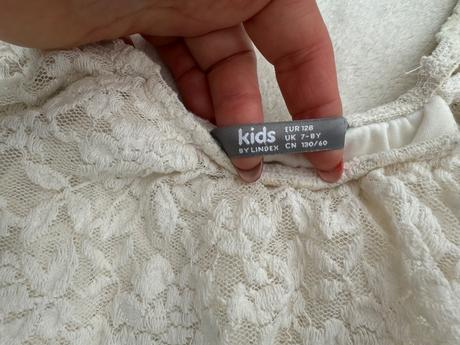 kids
BY LINDEX
EUR 128
UK 7-8Y
CN 130/60